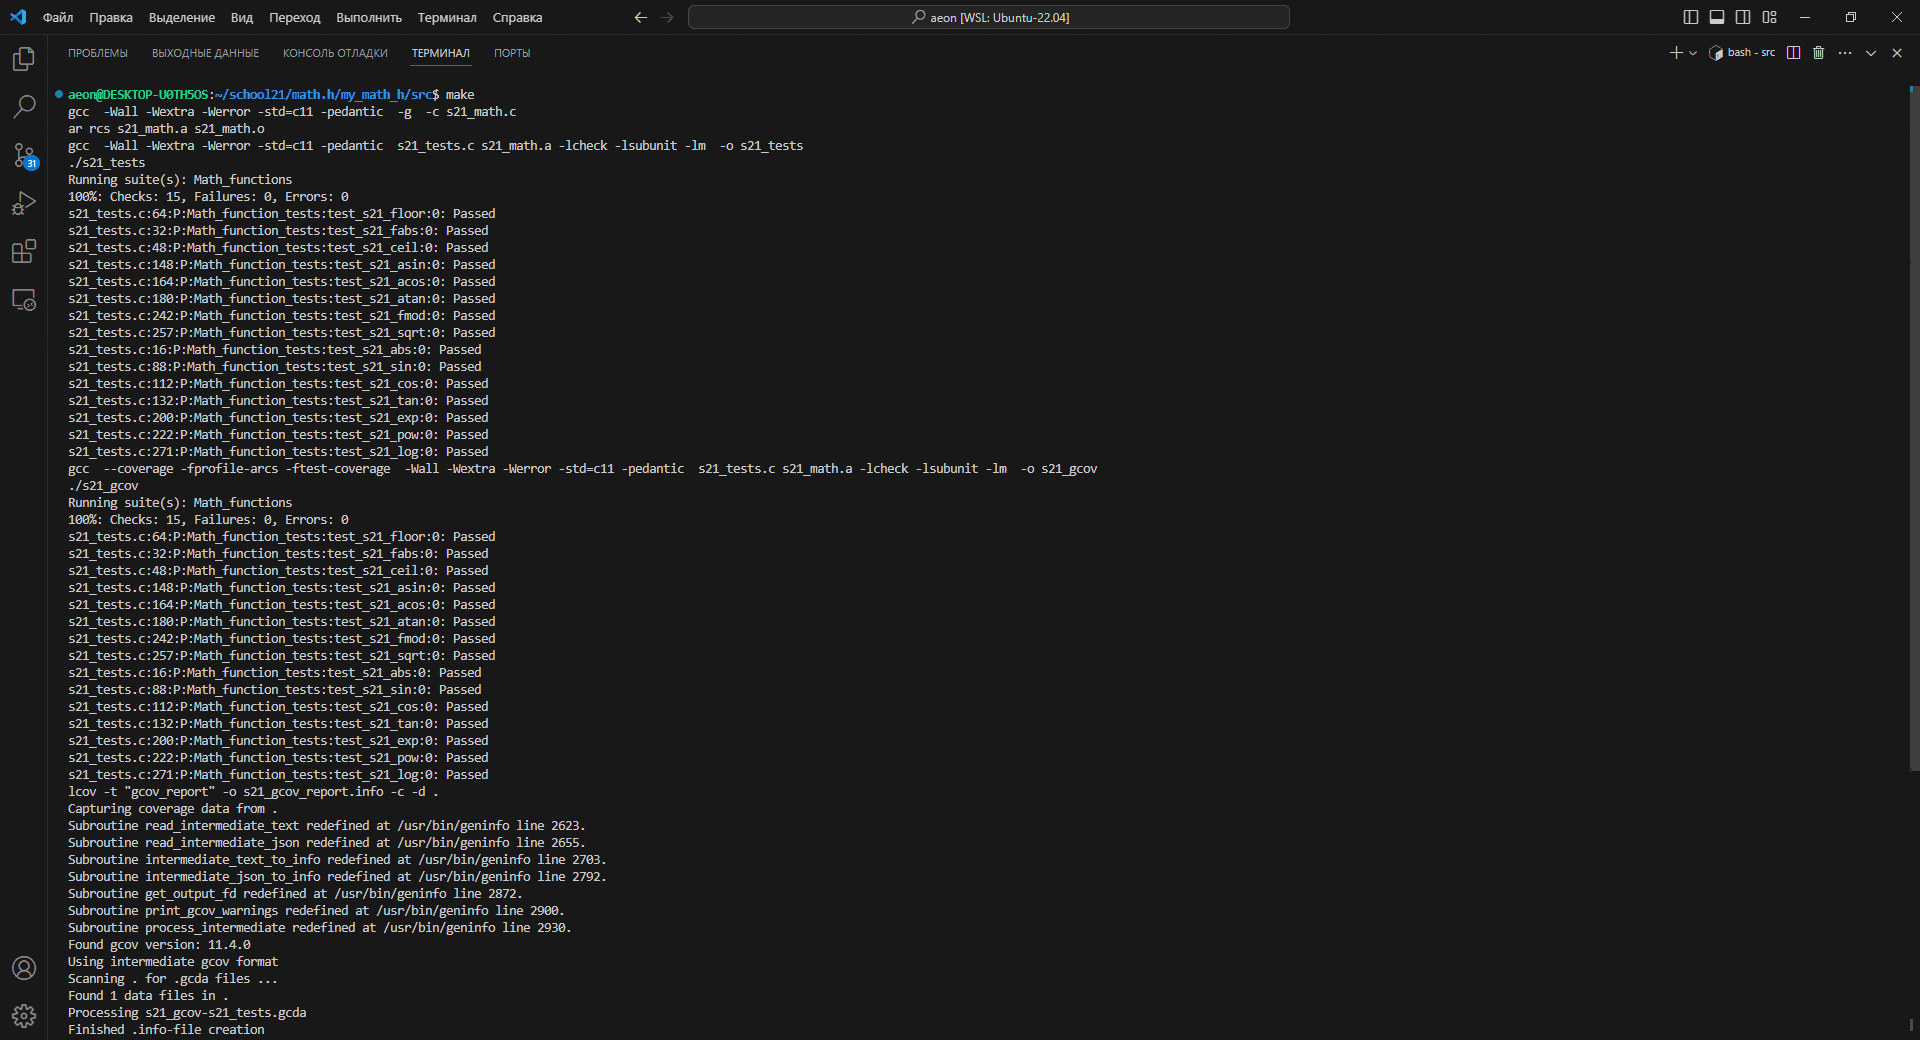 Файл Правка Выделение Вид Переход Выполнить Терминал Справка
aeon [WSL: Ubuntu-22.04]
ПРОБЛЕМЫ ВЫХОДНЫЕ ДАННЫЕ КОНСОЛЬ ОТЛАДКИ ТЕРМИНАЛ ПОРТЫ
bash - src
31
aeon@DESKTOP-U0TH5OS:~/school21/math.h/my_math_h/src$ make
gcc  -Wall -Wextra -Werror -std=c11 -pedantic  -g  -c s21_math.c
ar rcs s21_math.a s21_math.o
gcc  -Wall -Wextra -Werror -std=c11 -pedantic  s21_tests.c s21_math.a -lcheck -lsubunit -lm  -o s21_tests
./s21_tests
Running suite(s): Math_functions
100%: Checks: 15, Failures: 0, Errors: 0
s21_tests.c:64:P:Math_function_tests:test_s21_floor:0: Passed
s21_tests.c:32:P:Math_function_tests:test_s21_fabs:0: Passed
s21_tests.c:48:P:Math_function_tests:test_s21_ceil:0: Passed
s21_tests.c:148:P:Math_function_tests:test_s21_asin:0: Passed
s21_tests.c:164:P:Math_function_tests:test_s21_acos:0: Passed
s21_tests.c:180:P:Math_function_tests:test_s21_atan:0: Passed
s21_tests.c:242:P:Math_function_tests:test_s21_fmod:0: Passed
s21_tests.c:257:P:Math_function_tests:test_s21_sqrt:0: Passed
s21_tests.c:16:P:Math_function_tests:test_s21_abs:0: Passed
s21_tests.c:88:P:Math_function_tests:test_s21_sin:0: Passed
s21_tests.c:112:P:Math_function_tests:test_s21_cos:0: Passed
s21_tests.c:132:P:Math_function_tests:test_s21_tan:0: Passed
s21_tests.c:200:P:Math_function_tests:test_s21_exp:0: Passed
s21_tests.c:222:P:Math_function_tests:test_s21_pow:0: Passed
s21_tests.c:271:P:Math_function_tests:test_s21_log:0: Passed
gcc  --coverage -fprofile-arcs -ftest-coverage  -Wall -Wextra -Werror -std=c11 -pedantic  s21_tests.c s21_math.a -lcheck -lsubunit -lm  -o s21_gcov
./s21_gcov
Running suite(s): Math_functions
100%: Checks: 15, Failures: 0, Errors: 0
s21_tests.c:64:P:Math_function_tests:test_s21_floor:0: Passed
s21_tests.c:32:P:Math_function_tests:test_s21_fabs:0: Passed
s21_tests.c:48:P:Math_function_tests:test_s21_ceil:0: Passed
s21_tests.c:148:P:Math_function_tests:test_s21_asin:0: Passed
s21_tests.c:164:P:Math_function_tests:test_s21_acos:0: Passed
s21_tests.c:180:P:Math_function_tests:test_s21_atan:0: Passed
s21_tests.c:242:P:Math_function_tests:test_s21_fmod:0: Passed
s21_tests.c:257:P:Math_function_tests:test_s21_sqrt:0: Passed
s21_tests.c:16:P:Math_function_tests:test_s21_abs:0: Passed
s21_tests.c:88:P:Math_function_tests:test_s21_sin:0: Passed
s21_tests.c:112:P:Math_function_tests:test_s21_cos:0: Passed
s21_tests.c:132:P:Math_function_tests:test_s21_tan:0: Passed
s21_tests.c:200:P:Math_function_tests:test_s21_exp:0: Passed
s21_tests.c:222:P:Math_function_tests:test_s21_pow:0: Passed
s21_tests.c:271:P:Math_function_tests:test_s21_log:0: Passed
lcov -t "gcov_report" -o s21_gcov_report.info -c -d .
Capturing coverage data from .
Subroutine read_intermediate_text redefined at /usr/bin/geninfo line 2623.
Subroutine read_intermediate_json redefined at /usr/bin/geninfo line 2655.
Subroutine intermediate_text_to_info redefined at /usr/bin/geninfo line 2703.
Subroutine intermediate_json_to_info redefined at /usr/bin/geninfo line 2792.
Subroutine get_output_fd redefined at /usr/bin/geninfo line 2872.
Subroutine print_gcov_warnings redefined at /usr/bin/geninfo line 2900.
Subroutine process_intermediate redefined at /usr/bin/geninfo line 2930.
Found gcov version: 11.4.0
Using intermediate gcov format
Scanning . for .gcda files ...
Found 1 data files in .
Processing s21_gcov-s21_tests.gcda
Finished .info-file creation